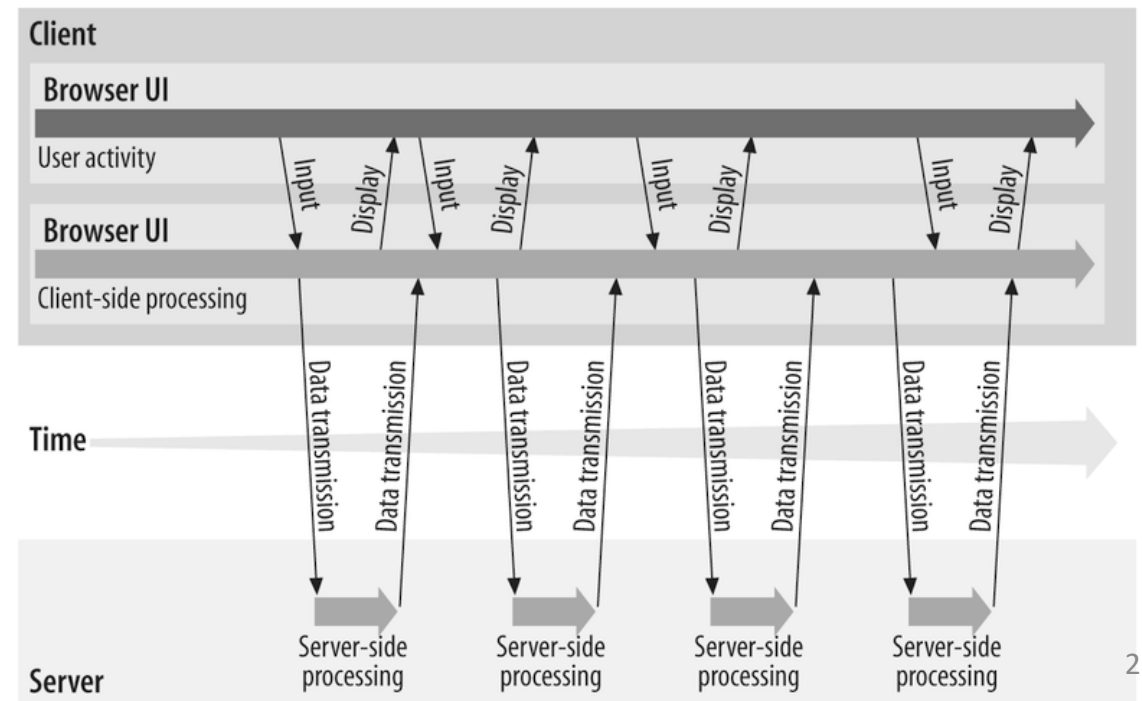 Client
Browser UI
User activity
Input
Display
Input
Display
Input
Display
Input
Display
Browser UI
Client-side processing
Data transmission
Data transmission
Data transmission
Data transmission
Data transmission
Data transmission
Data transmission
Data transmission
Time
Server-side
processing
Server-side
processing
Server-side
processing
Server-side
processing
Server
2